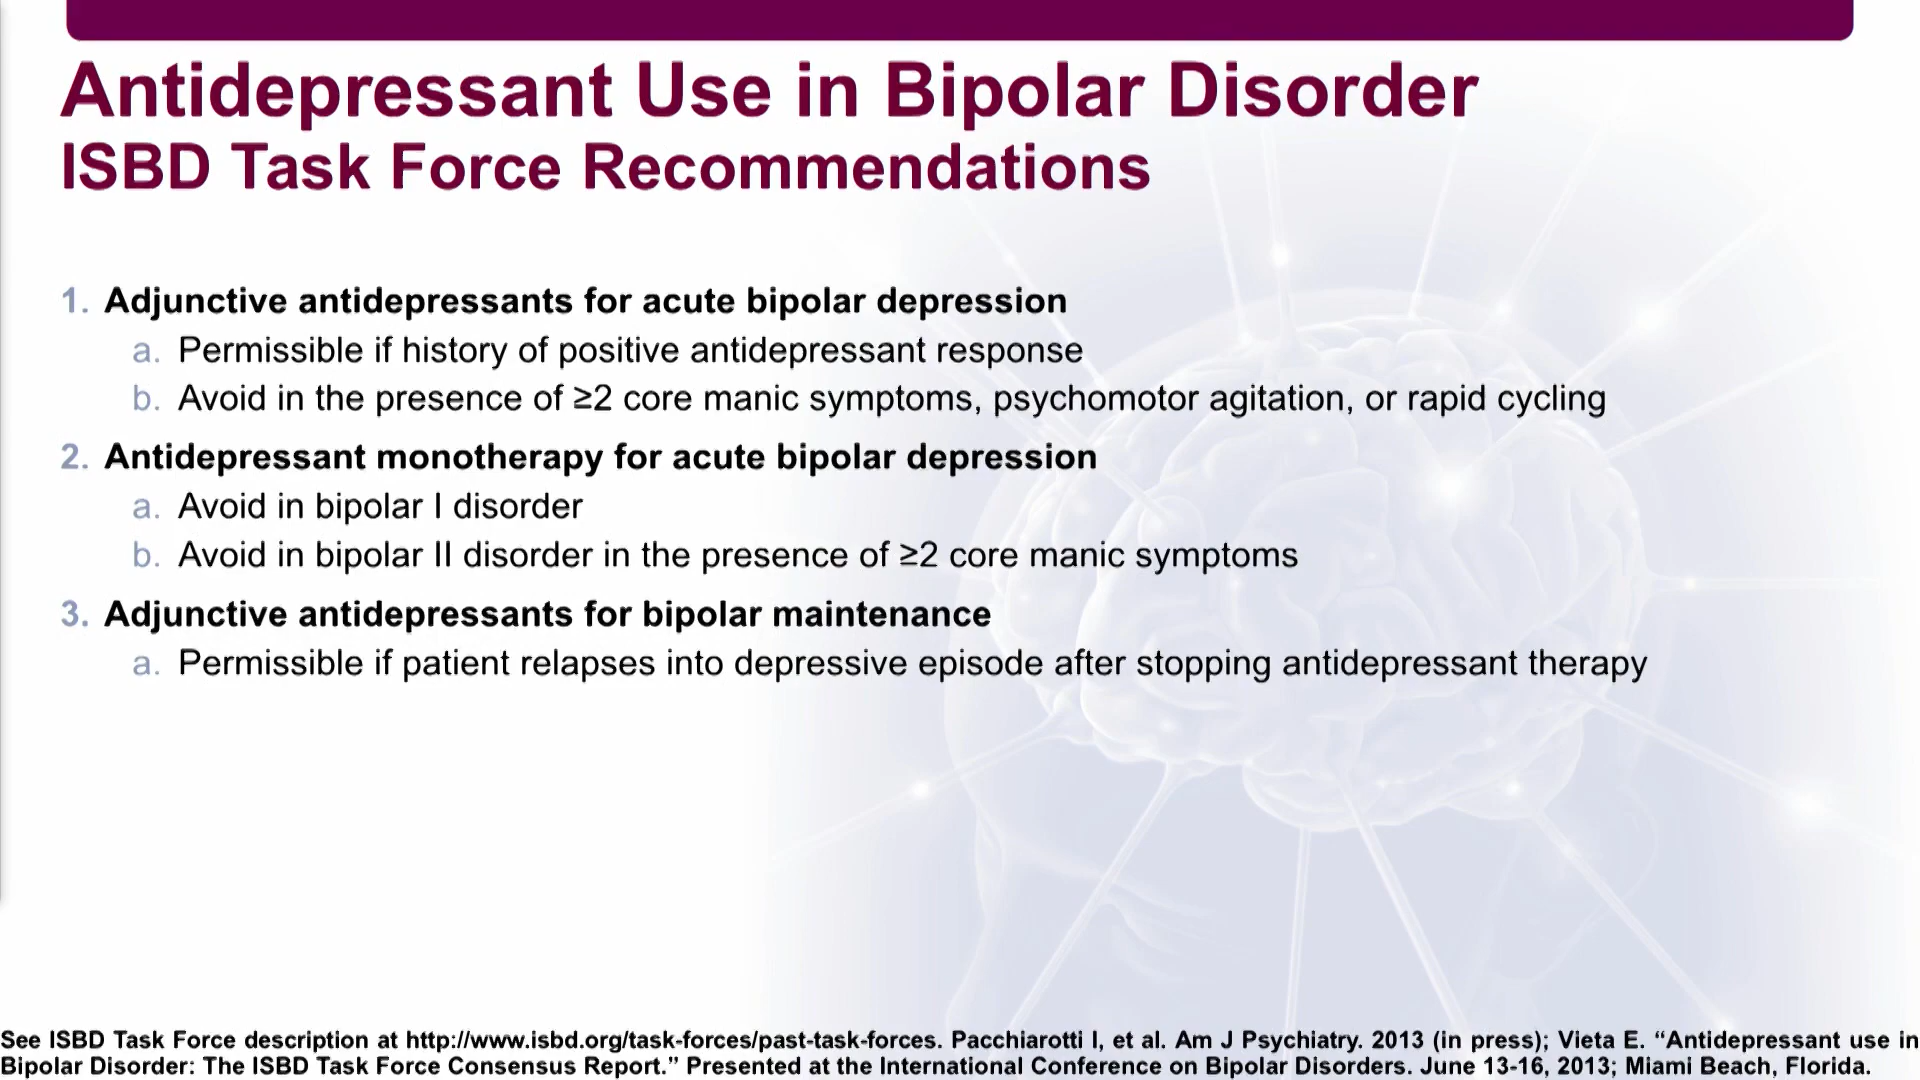 Antidepressant Use in Bipolar Disorder
ISBD Task Force Recommendations
1. Adjunctive antidepressants for acute bipolar depression
a. Permissible if history of positive antidepressant response
b. Avoid in the presence of ≥2 core manic symptoms, psychomotor agitation, or rapid cycling
2. Antidepressant monotherapy for acute bipolar depression
a. Avoid in bipolar I disorder
b. Avoid in bipolar II disorder in the presence of ≥2 core manic symptoms
3. Adjunctive antidepressants for bipolar maintenance
a. Permissible if patient relapses into depressive episode after stopping antidepressant therapy
See ISBD Task Force description at http://www.isbd.org/task-forces/past-task-forces. Pacchiarotti I, et al. Am J Psychiatry. 2013 (in press); Vieta E. “Antidepressant use in
Bipolar Disorder: The ISBD Task Force Consensus Report.” Presented at the International Conference on Bipolar Disorders. June 13-16, 2013; Miami Beach, Florida.